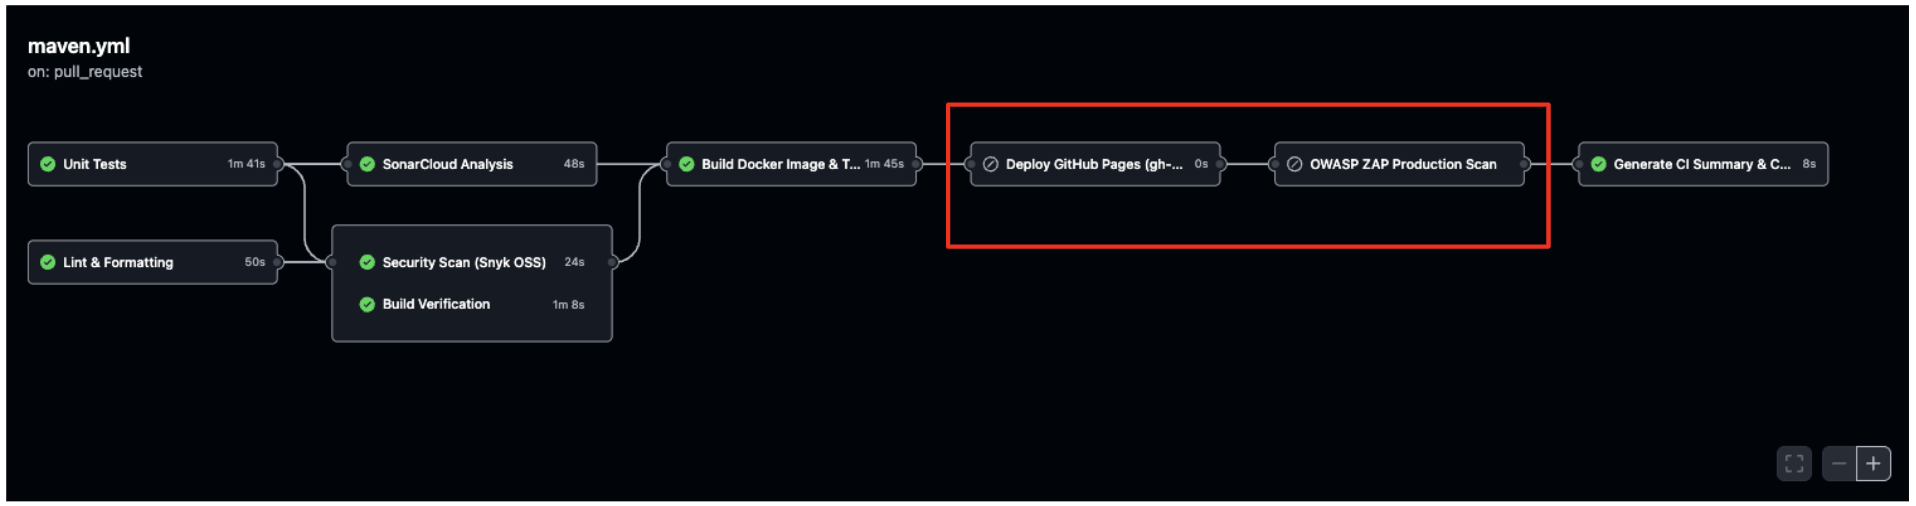 maven.yml
on: pull_request
Unit Tests 1m 41s
SonarCloud Analysis 48s
Build Docker Image & T... 1m 45s
Deploy GitHub Pages (gh-... 0s
OWASP ZAP Production Scan
Generate CI Summary & C... 8s
Lint & Formatting 50s
Security Scan (Snyk OSS) 24s
Build Verification 1m 8s